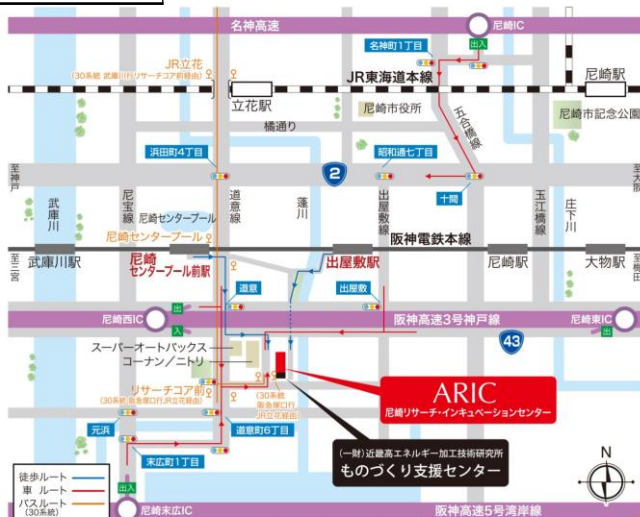 名神高速
尼崎IC
出入
名神町1丁目
JR立花
(30系統 武庫川行リサーチコア前経由)
JR東海道本線
立花駅
尼崎駅
尼崎市役所
尼崎市記念公園
橘通り
五合橋線
浜田町4丁目
昭和通七丁目
2
十間
至神戸
至大阪
武庫川
尼宝線
道意線
蓬川
出屋敷線
玉江橋線
庄下川
尼崎センタープール
尼崎センタープール前
阪神電鉄本線
至三宮
武庫川駅
尼崎
センタープール前駅
出屋敷駅
尼崎駅
大物駅
至梅田
道意
出屋敷
出
尼崎西IC
入
阪神高速3号神戸線
尼崎東IC
出
43
スーパーオートバックス
コーナン/ニトリ
リサーチコア前
(30系統 阪急塚口行JR立花経由)
(30系統
阪急塚口行
JR立花経由)
ARIC
尼崎リサーチ・インキュベーションセンター
元浜
道意町6丁目
末広町1丁目
(一財)近畿高エネルギー加工技術研究所
ものづくり支援センター
N
徒歩ルート
車 ルート
バスルート
(30系統)
出入
尼崎末広IC
阪神高速5号湾岸線